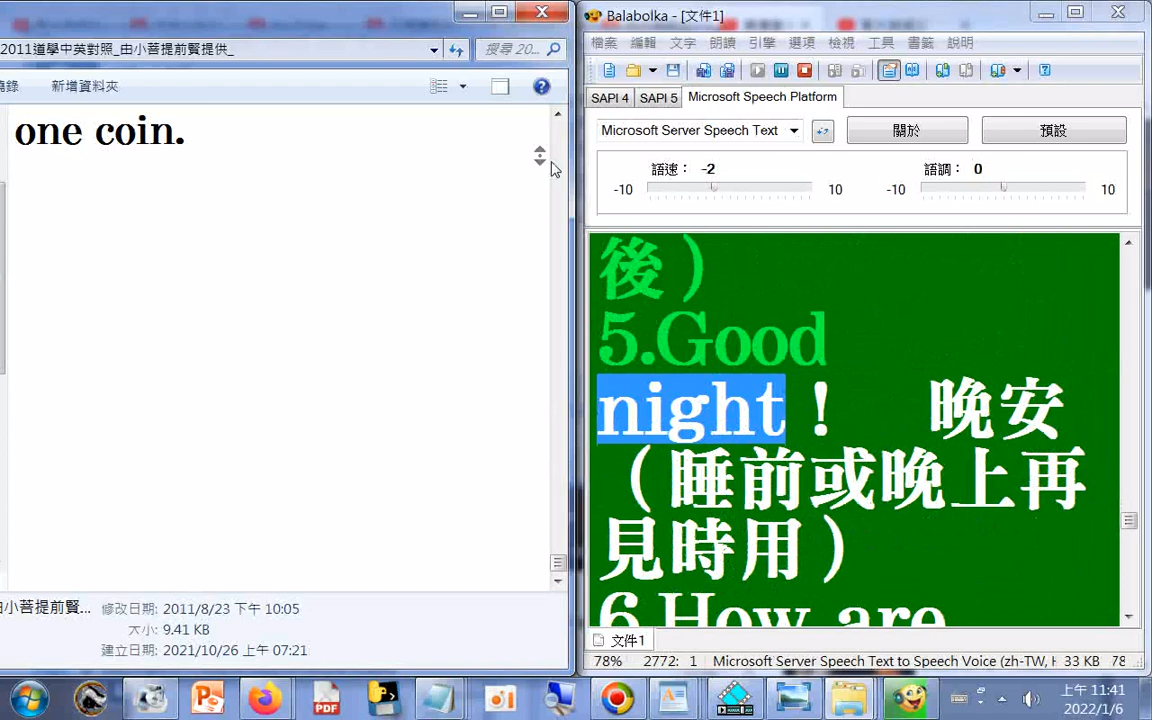 2011道學中英對照_由小菩提前賢提供_
搜尋 20...
燒錄 新增資料夾
one coin.
由小菩提前賢... 修改日期: 2011/8/23 下午 10:05
大小: 9.41 KB
建立日期: 2021/10/26 上午 07:21
Balabolka - [文件1]
檔案 編輯 文字 朗讀 引擎 選項 檢視 工具 書籤 說明
SAPI 4 SAPI 5 Microsoft Speech Platform
Microsoft Server Speech Text 關於 預設
語速： -2 語調： 0
-10 10 -10 10
後）
5.Good
night！ 晚安
（睡前或晚上再
見時用）
6.How are
文件1
78% 2772: 1 Microsoft Server Speech Text to Speech Voice (zh-TW, H 33 KB 78
上午 11:41
2022/1/6